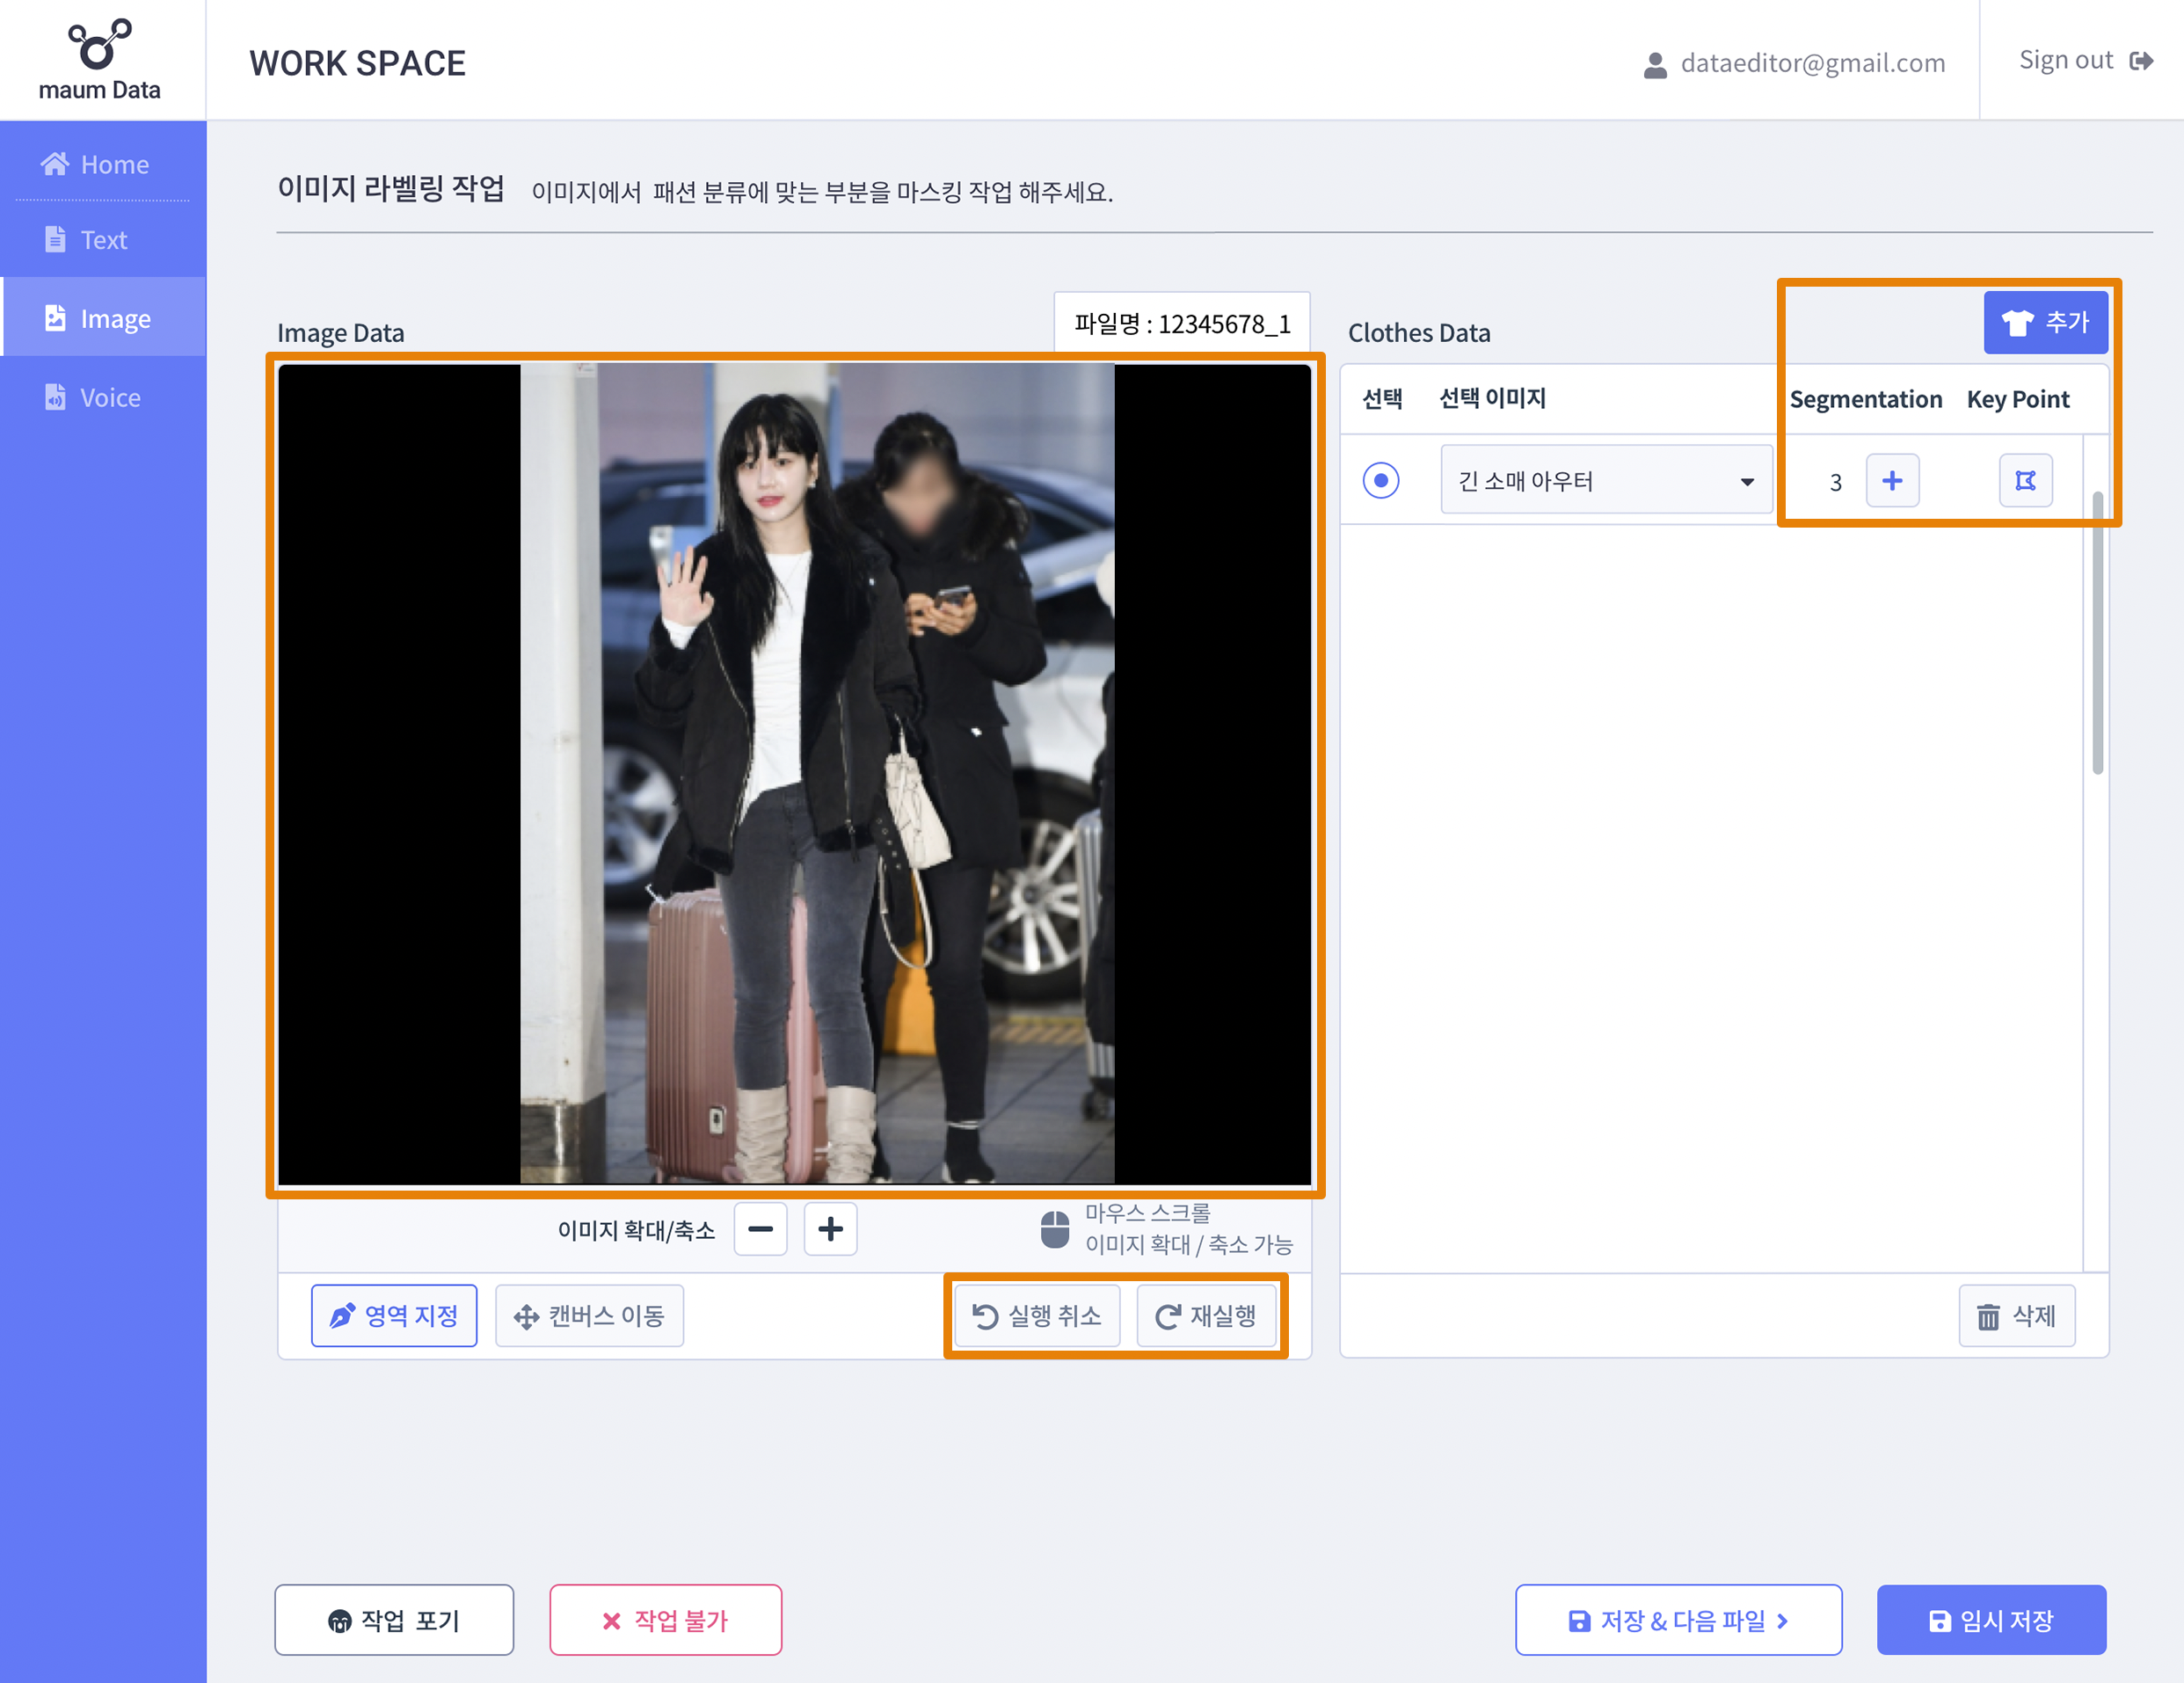 maum Data
WORK SPACE
dataeditor@gmail.com
Sign out
Home
Text
Image
Voice
이미지 라벨링 작업
이미지에서 패션 분류에 맞는 부분을 마스킹 작업 해주세요.
Image Data
파일명 : 12345678_1
Clothes Data
추가
선택
선택 이미지
Segmentation
Key Point
긴 소매 아우터
3
이미지 확대/축소
마우스 스크롤
이미지 확대 / 축소 가능
영역 지정
캔버스 이동
실행 취소
재실행
삭제
작업 포기
작업 불가
저장 & 다음 파일
임시 저장